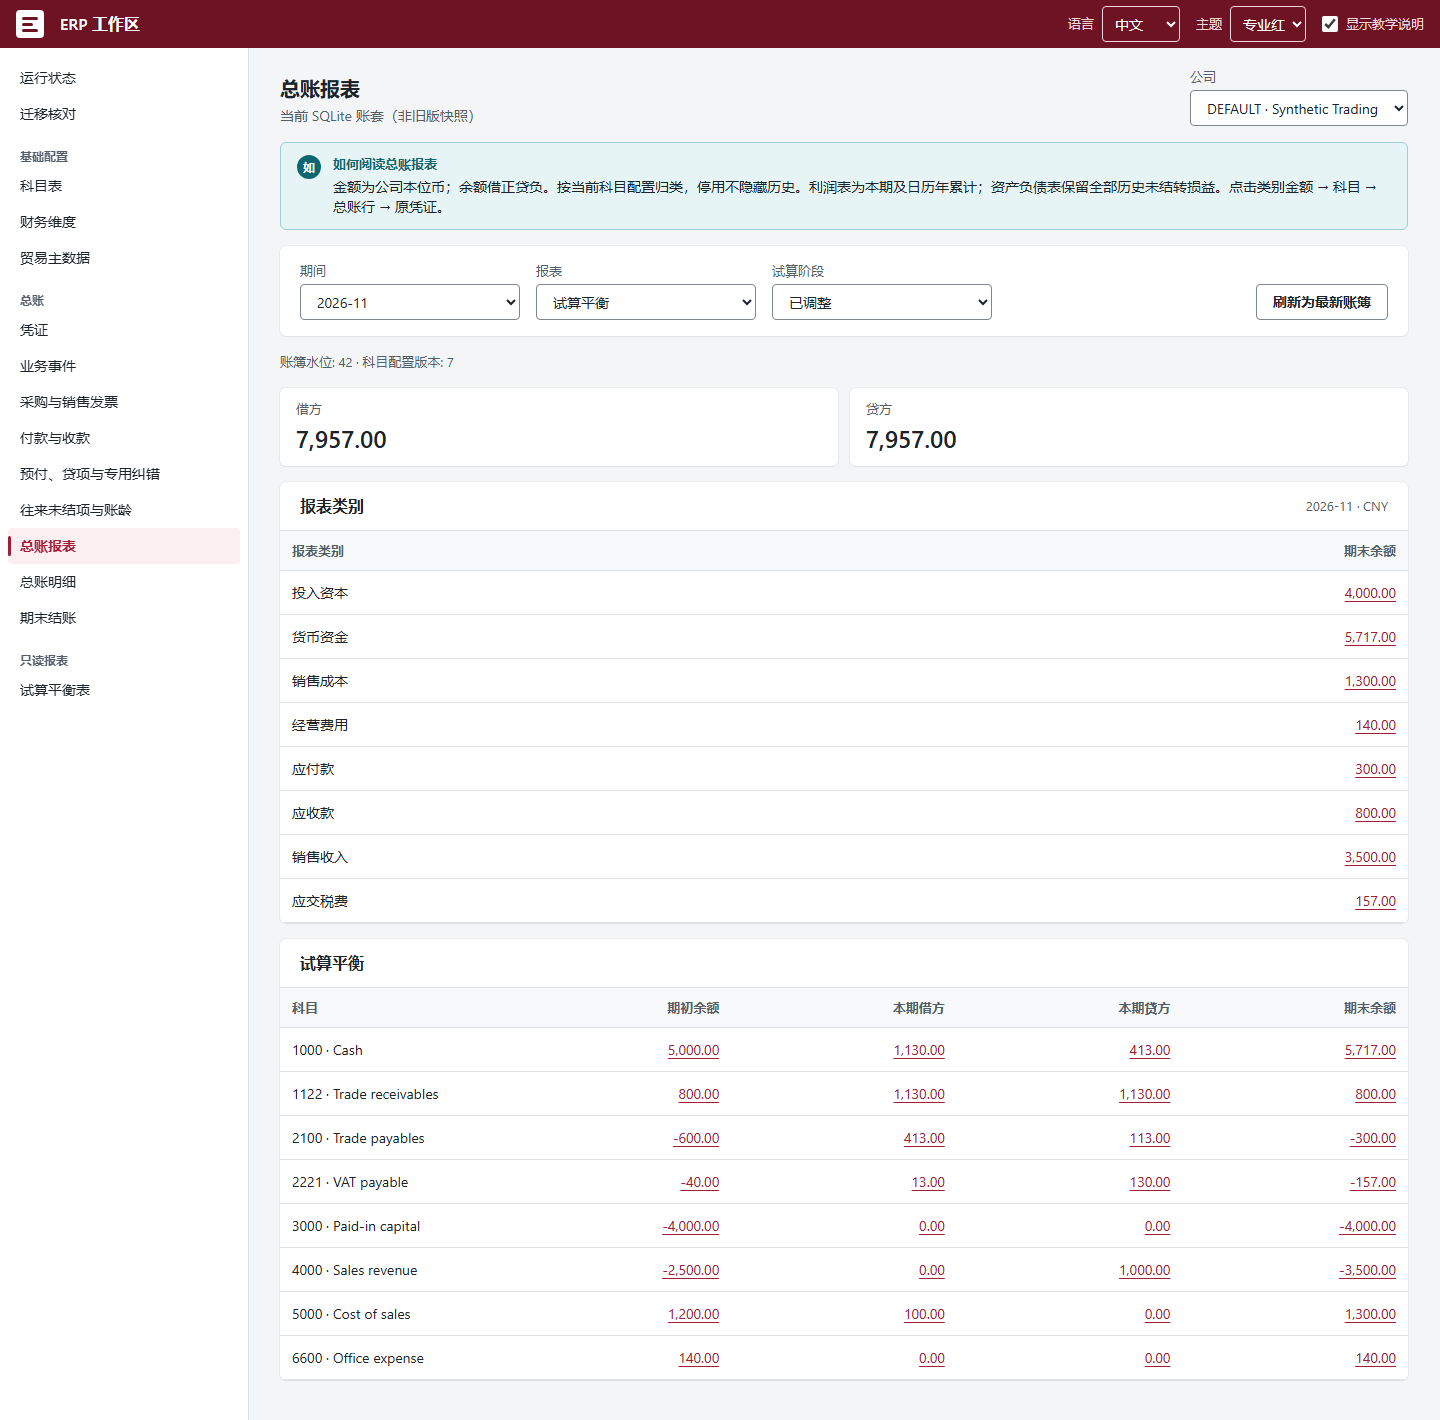 ERP 工作区
语言 中文 主题 专业红 显示教学说明
运行状态
迁移核对
基础配置
科目表
财务维度
贸易主数据
总账
凭证
业务事件
采购与销售发票
付款与收款
预付、贷项与专用纠错
往来未结项与账龄
总账报表
总账明细
期末结账
只读报表
试算平衡表
总账报表
当前 SQLite 账套（非旧版快照）
公司
DEFAULT · Synthetic Trading
如
如何阅读总账报表
金额为公司本位币；余额借正贷负。按当前科目配置归类，停用不隐藏历史。利润表为本期及日历年累计；资产负债表保留全部历史未结转损益。点击类别金额 → 科目 →
总账行 → 原凭证。
期间 报表 试算阶段
2026-11 试算平衡 已调整 刷新为最新账簿
账簿水位: 42 · 科目配置版本: 7
借方
7,957.00
贷方
7,957.00
报表类别 2026-11 · CNY
报表类别 期末余额
投入资本 4,000.00
货币资金 5,717.00
销售成本 1,300.00
经营费用 140.00
应付款 300.00
应收款 800.00
销售收入 3,500.00
应交税费 157.00
试算平衡
科目 期初余额 本期借方 本期贷方 期末余额
1000 · Cash 5,000.00 1,130.00 413.00 5,717.00
1122 · Trade receivables 800.00 1,130.00 1,130.00 800.00
2100 · Trade payables -600.00 413.00 113.00 -300.00
2221 · VAT payable -40.00 13.00 130.00 -157.00
3000 · Paid-in capital -4,000.00 0.00 0.00 -4,000.00
4000 · Sales revenue -2,500.00 0.00 1,000.00 -3,500.00
5000 · Cost of sales 1,200.00 100.00 0.00 1,300.00
6600 · Office expense 140.00 0.00 0.00 140.00